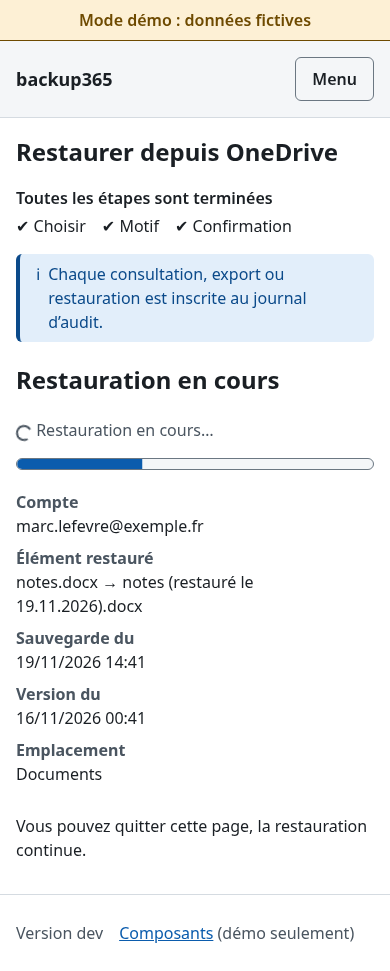 Mode démo : données fictives
backup365
Menu
Restaurer depuis OneDrive
Toutes les étapes sont terminées
✔ Choisir ✔ Motif ✔ Confirmation
i Chaque consultation, export ou
restauration est inscrite au journal
d’audit.
Restauration en cours
Restauration en cours…
Compte
marc.lefevre@exemple.fr
Élément restauré
notes.docx → notes (restauré le
19.11.2026).docx
Sauvegarde du
19/11/2026 14:41
Version du
16/11/2026 00:41
Emplacement
Documents
Vous pouvez quitter cette page, la restauration
continue.
Version dev Composants (démo seulement)